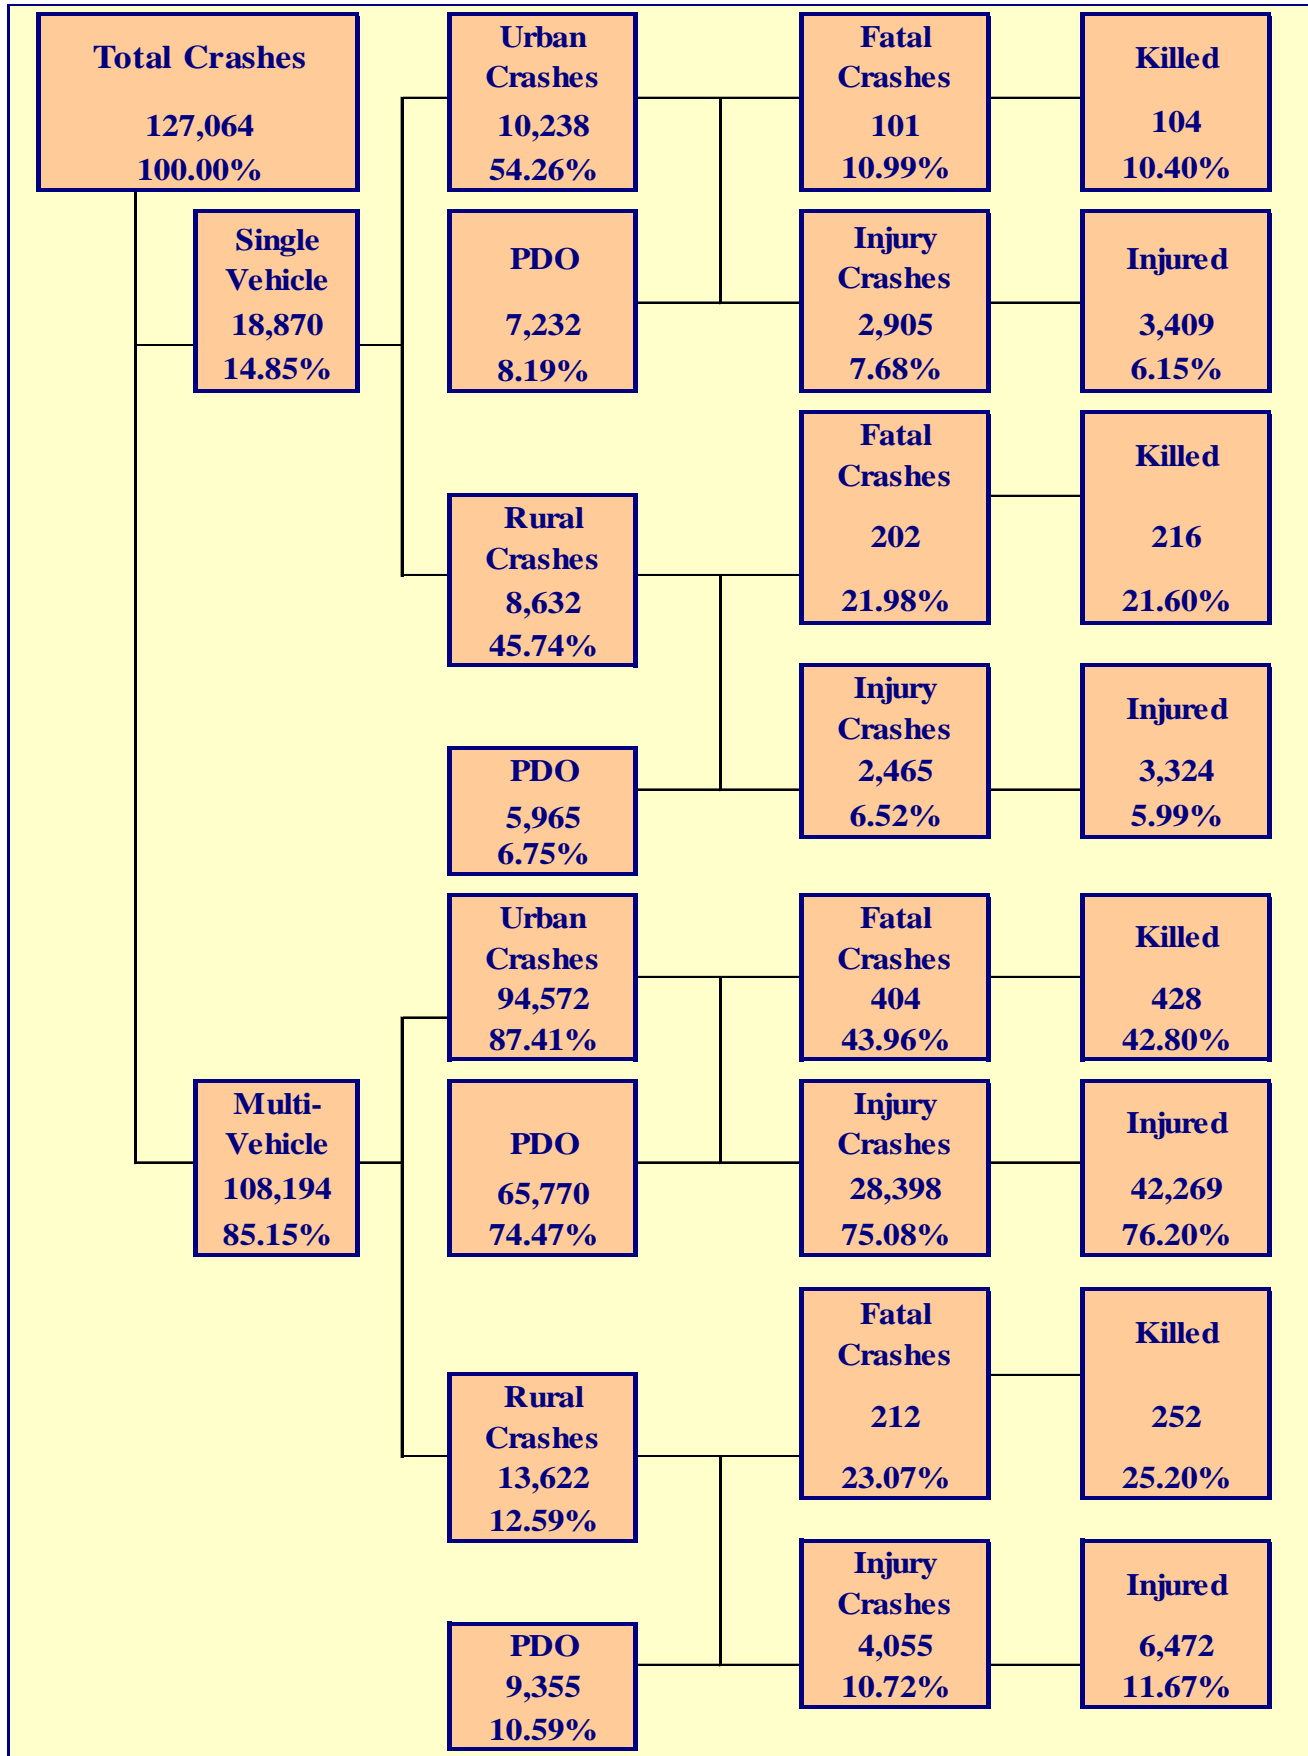 Total Crashes
127,064
100.00%
Single
Vehicle
18,870
14.85%
Urban
Crashes
10,238
54.26%
Fatal
Crashes
101
10.99%
Killed
104
10.40%
PDO
7,232
8.19%
Injury
Crashes
2,905
7.68%
Injured
3,409
6.15%
Rural
Crashes
8,632
45.74%
Fatal
Crashes
202
21.98%
Killed
216
21.60%
PDO
5,965
6.75%
Injury
Crashes
2,465
6.52%
Injured
3,324
5.99%
Multi-
Vehicle
108,194
85.15%
Urban
Crashes
94,572
87.41%
Fatal
Crashes
404
43.96%
Killed
428
42.80%
PDO
65,770
74.47%
Injury
Crashes
28,398
75.08%
Injured
42,269
76.20%
Rural
Crashes
13,622
12.59%
Fatal
Crashes
212
23.07%
Killed
252
25.20%
PDO
9,355
10.59%
Injury
Crashes
4,055
10.72%
Injured
6,472
11.67%